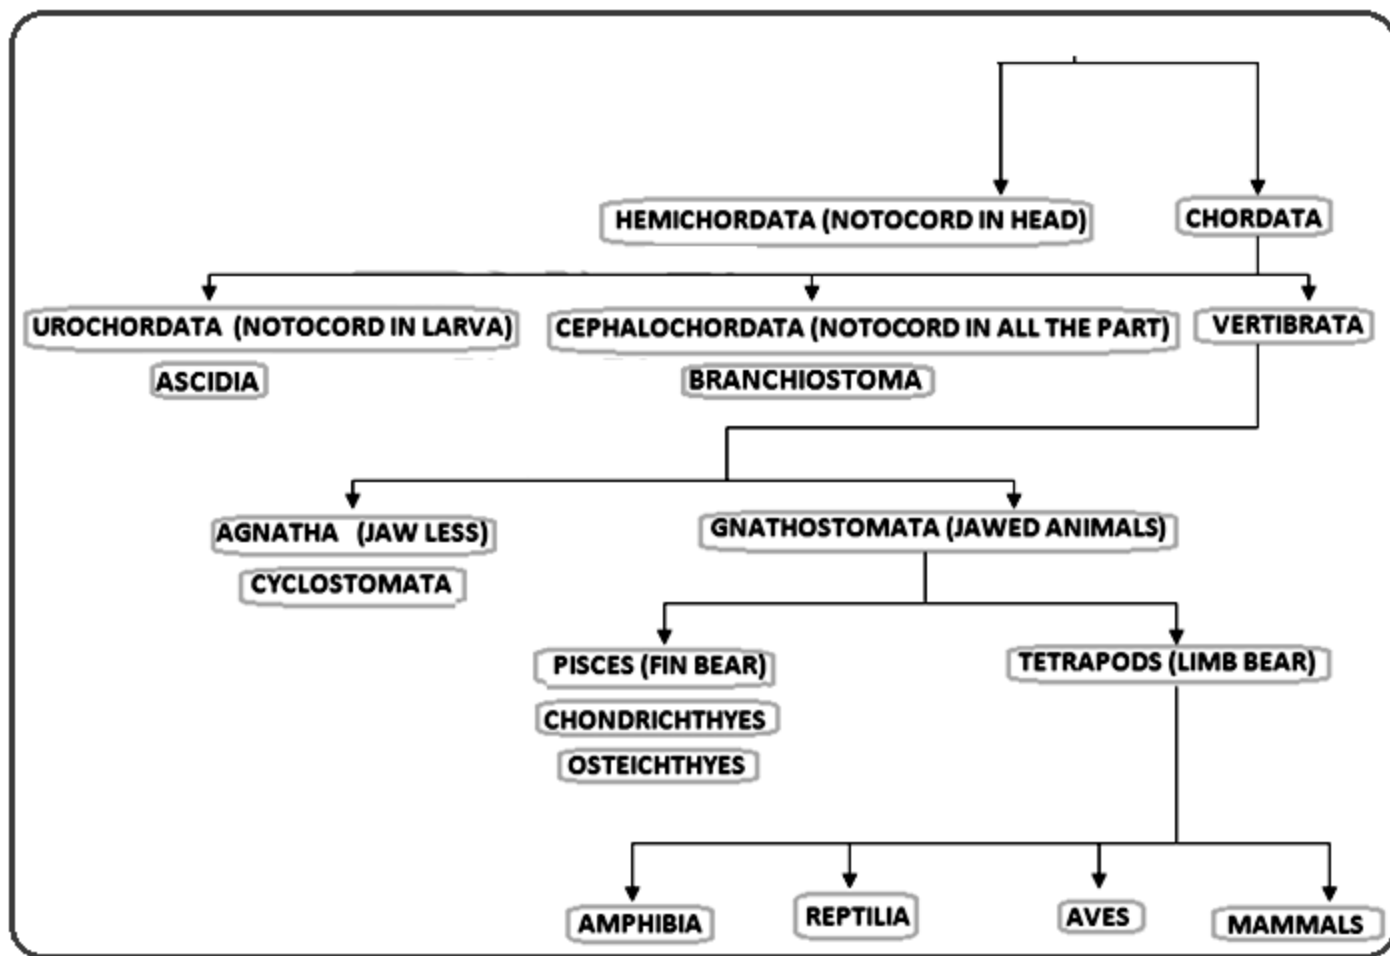 HEMICHORDATA (NOTOCORD IN HEAD)
CHORDATA
UROCHORDATA (NOTOCORD IN LARVA)
CEPHALOCHORDATA (NOTOCORD IN ALL THE PART)
VERTIBRATA
ASCIDIA
BRANCHIOSTOMA
AGNATHA (JAW LESS)
GNATHOSTOMATA (JAWED ANIMALS)
CYCLOSTOMATA
PISCES (FIN BEAR)
TETRAPODS (LIMB BEAR)
CHONDRICHTHYES
OSTEICHTHYES
AMPHIBIA
REPTILIA
AVES
MAMMALS